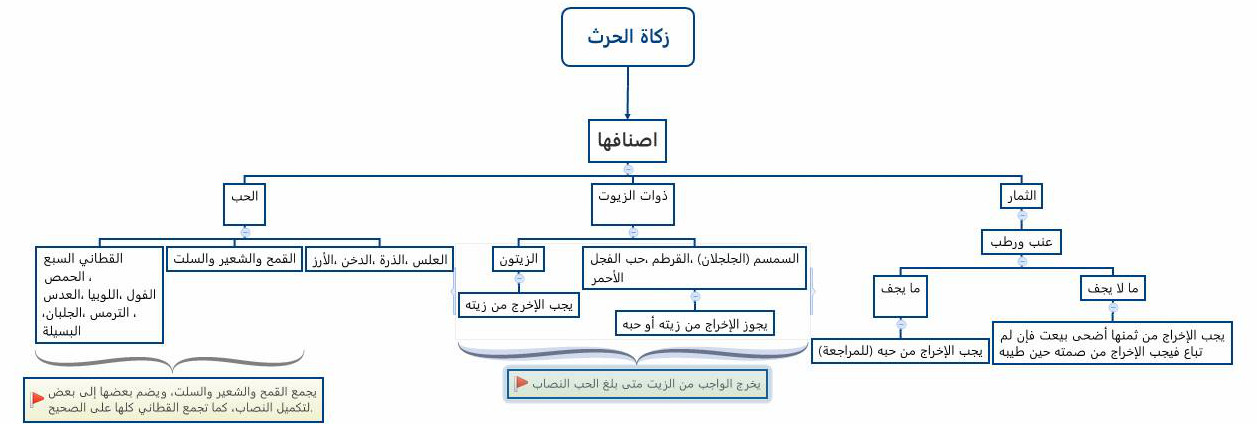 زكاة الحرث
اصنافها
الثمار
ذوات الزيوت
الحب
عنب ورطب
ما لا يجف
ما يجف
يجب الإخراج من ثمنها أضحى بيعت فإن لم
تباع فيجب الإخراج من صمته حين طيبه
يجب الإخراج من حبه (للمراجعة)
السمسم (الجلجلان) ،القرطم ،حب الفجل
الأحمر
يجوز الإخراج من زيته أو حبه
الزيتون
يجب الإخرج من زيته
يخرج الواجب من الزيت متى بلغ الحب النصاب
العلس ،الذرة ،الدخن ،الأرز
القمح والشعير والسلت
القطاني السبع
، الحمص
الفول ،اللوبيا ،العدس
، الترمس ،الجلبان،
البسيلة
يجمع القمح والشعير والسلت، ويضم بعضها إلى بعض
لتكميل النصاب، كما تجمع القطاني كلها على الصحيح.